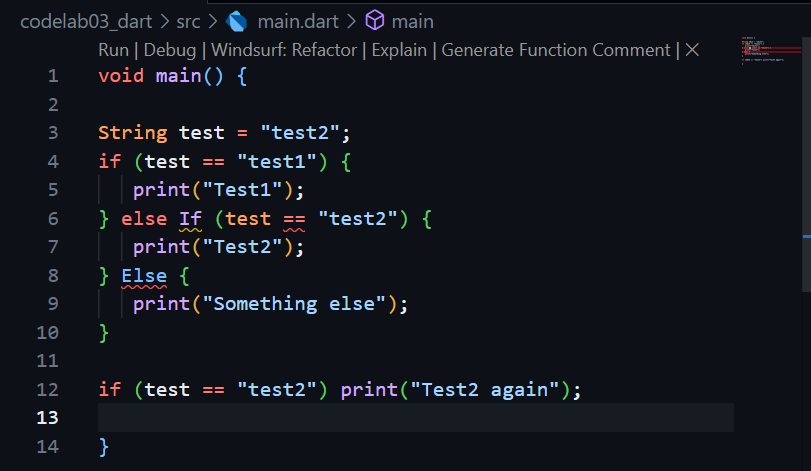 codelab03_dart > src > main.dart > main
Run | Debug | Windsurf: Refactor | Explain | Generate Function Comment | ✕
1 void main() {
2
3 String test = "test2";
4 if (test == "test1") {
5 print("Test1");
6 } else If (test == "test2") {
7 print("Test2");
8 } Else {
9 print("Something else");
10 }
11
12 if (test == "test2") print("Test2 again");
13
14 }